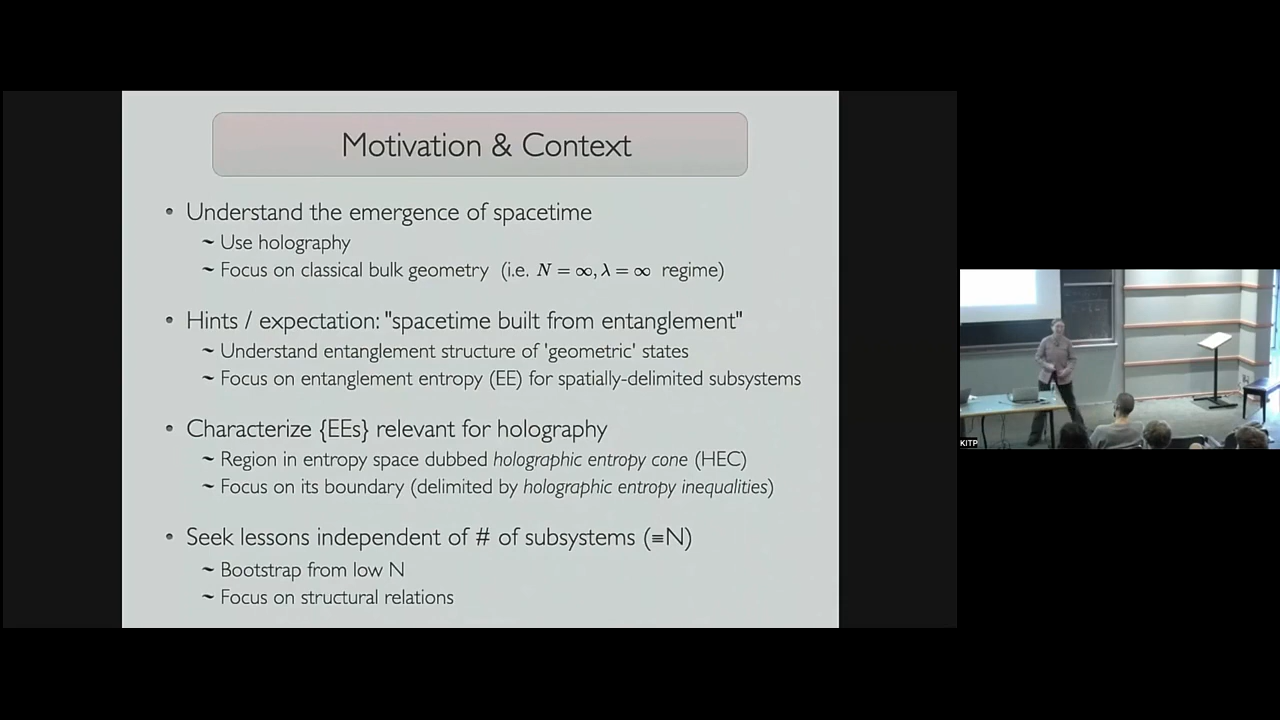 Motivation & Context
• Understand the emergence of spacetime
~ Use holography
~ Focus on classical bulk geometry (i.e. N = ∞, λ = ∞ regime)
• Hints / expectation: "spacetime built from entanglement"
~ Understand entanglement structure of 'geometric' states
~ Focus on entanglement entropy (EE) for spatially-delimited subsystems
• Characterize {EEs} relevant for holography
~ Region in entropy space dubbed holographic entropy cone (HEC)
~ Focus on its boundary (delimited by holographic entropy inequalities)
• Seek lessons independent of # of subsystems (≡N)
~ Bootstrap from low N
~ Focus on structural relations
KITP